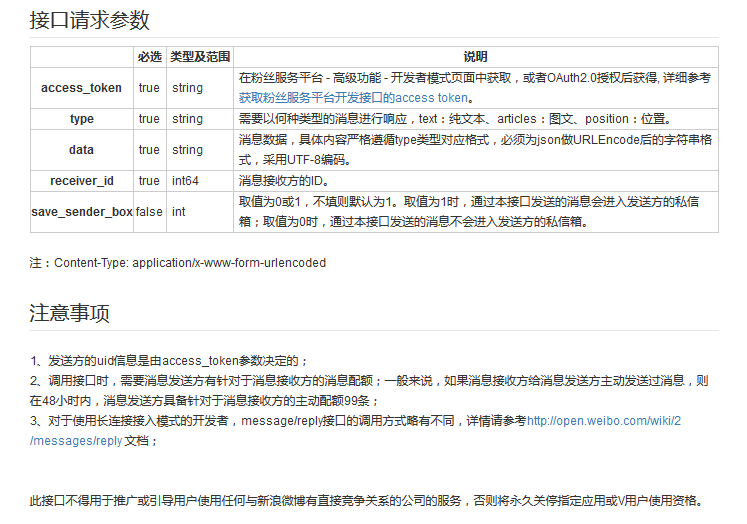 接口请求参数
必选 类型及范围 说明
access_token true string 在粉丝服务平台 - 高级功能 - 开发者模式页面中获取，或者OAuth2.0授权后获得, 详细参考
获取粉丝服务平台开发接口的access token。
type true string 需要以何种类型的消息进行响应，text：纯文本、articles：图文、position：位置。
data true string 消息数据，具体内容严格遵循type类型对应格式，必须为json做URLEncode后的字符串格
式，采用UTF-8编码。
receiver_id true int64 消息接收方的ID。
save_sender_box false int 取值为0或1，不填则默认为1。取值为1时，通过本接口发送的消息会进入发送方的私信
箱；取值为0时，通过本接口发送的消息不会进入发送方的私信箱。
注：Content-Type: application/x-www-form-urlencoded
注意事项
1、发送方的uid信息是由access_token参数决定的；
2、调用接口时，需要消息发送方有针对于消息接收方的消息配额；一般来说，如果消息接收方给消息发送方主动发送过消息，则
在48小时内，消息发送方具备针对于消息接收方的主动配额99条；
3、对于使用长连接接入模式的开发者，message/reply接口的调用方式略有不同，详情请参考http://open.weibo.com/wiki/2
/messages/reply 文档；
此接口不得用于推广或引导用户使用任何与新浪微博有直接竞争关系的公司的服务，否则将永久关停指定应用或V用户使用资格。